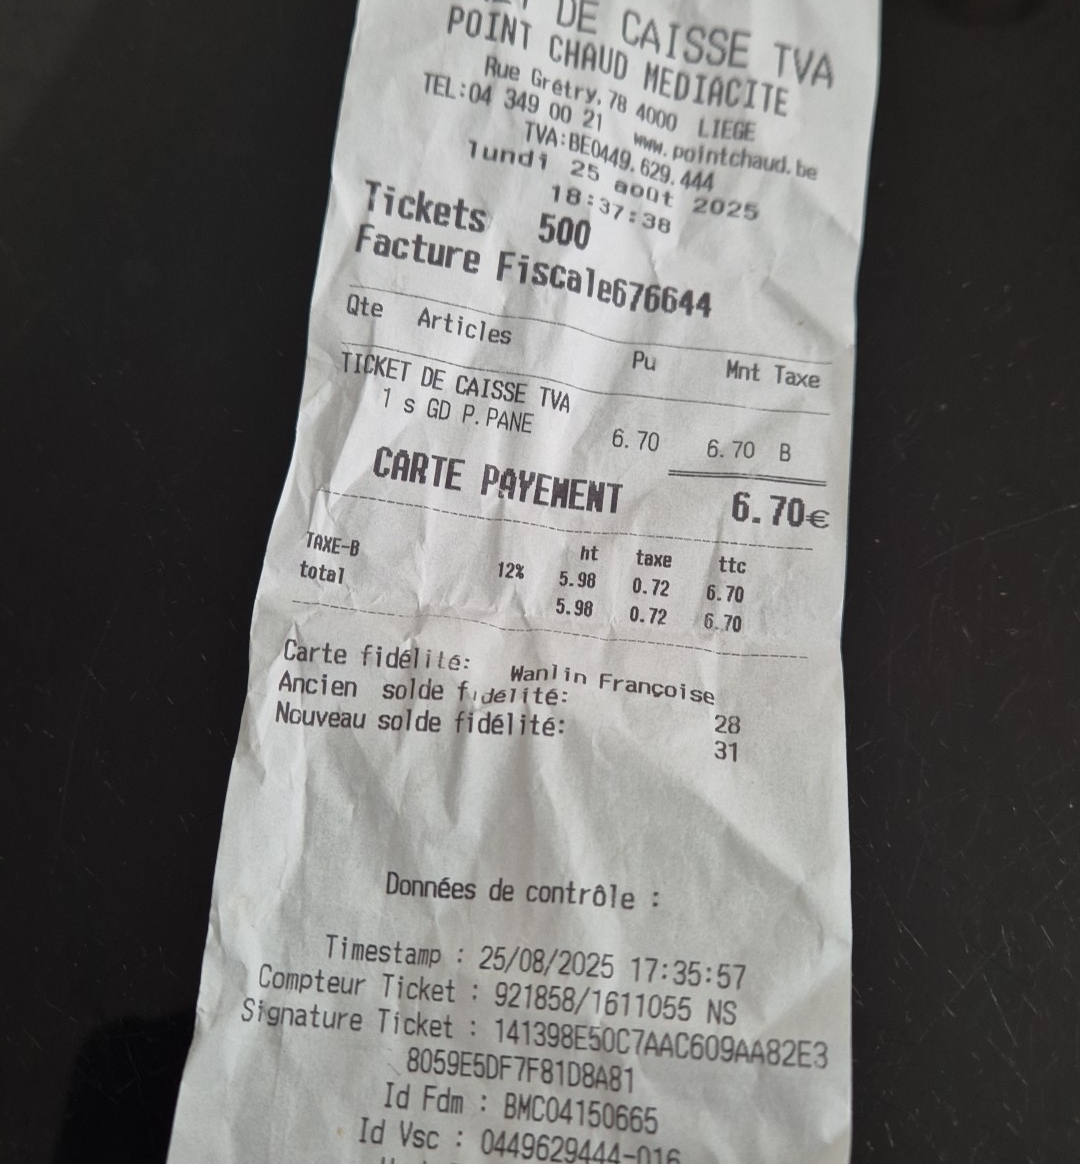 DE CAISSE TVA
POINT CHAUD MEDIACITE
Rue Grétry, 78 4000 LIEGE
TEL:04 349 00 21 www.pointchaud.be
TVA:BE0449.629.444
lundi 25 août 2025
18:37:38
Tickets 500
Facture Fiscale676644
Qte Articles Pu Mnt Taxe
TICKET DE CAISSE TVA
1 s GD P.PANE 6.70 6.70 B
CARTE PAYEMENT 6.70€
ht taxe ttc
TAXE-B 12% 5.98 0.72 6.70
total 5.98 0.72 6.70
Carte fidélité: Wanlin Françoise
Ancien solde fidélité: 28
Nouveau solde fidélité: 31
Données de contrôle :
Timestamp : 25/08/2025 17:35:57
Compteur Ticket : 921858/1611055 NS
Signature Ticket : 141398E50C7AAC609AA82E3
8059E5DF7F81D8A81
Id Fdm : BMC04150665
Id Vsc : 0449629444-016